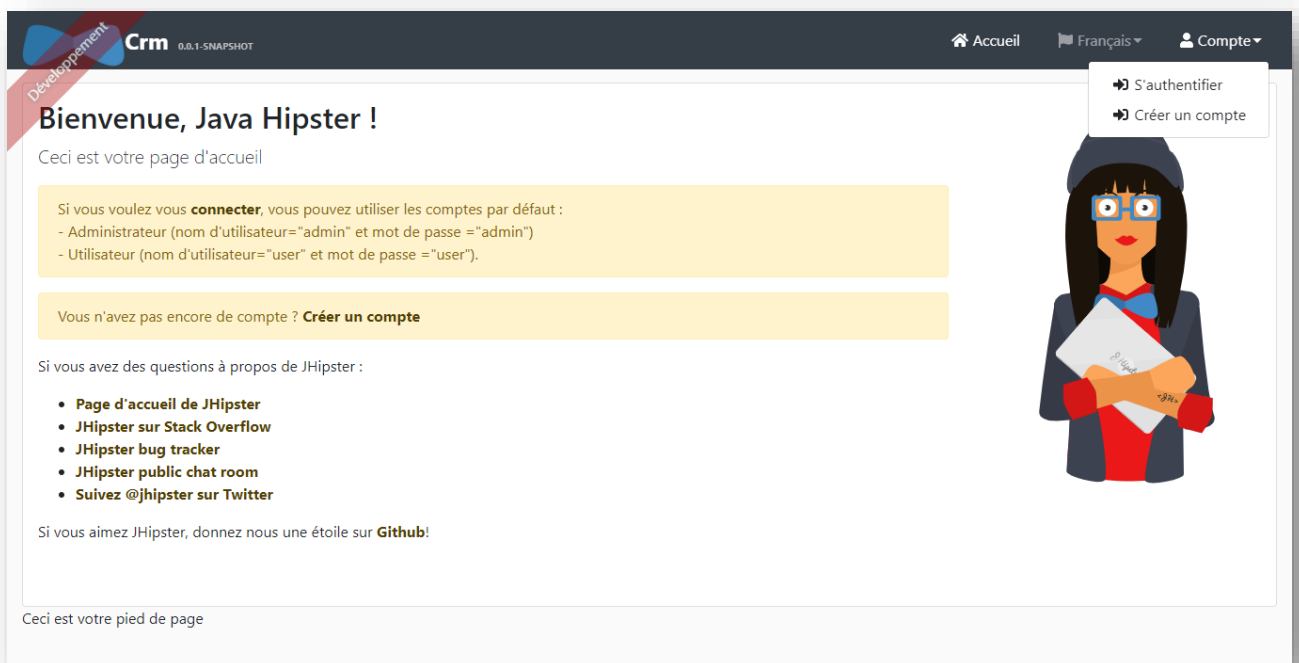 Développement
Crm 0.0.1-SNAPSHOT
Accueil
Français
Compte
S'authentifier
Créer un compte
Bienvenue, Java Hipster !
Ceci est votre page d'accueil
Si vous voulez vous connecter, vous pouvez utiliser les comptes par défaut :
- Administrateur (nom d'utilisateur="admin" et mot de passe ="admin")
- Utilisateur (nom d'utilisateur="user" et mot de passe ="user").
Vous n'avez pas encore de compte ? Créer un compte
Si vous avez des questions à propos de JHipster :
• Page d'accueil de JHipster
• JHipster sur Stack Overflow
• JHipster bug tracker
• JHipster public chat room
• Suivez @jhipster sur Twitter
Si vous aimez JHipster, donnez nous une étoile sur Github!
Ceci est votre pied de page